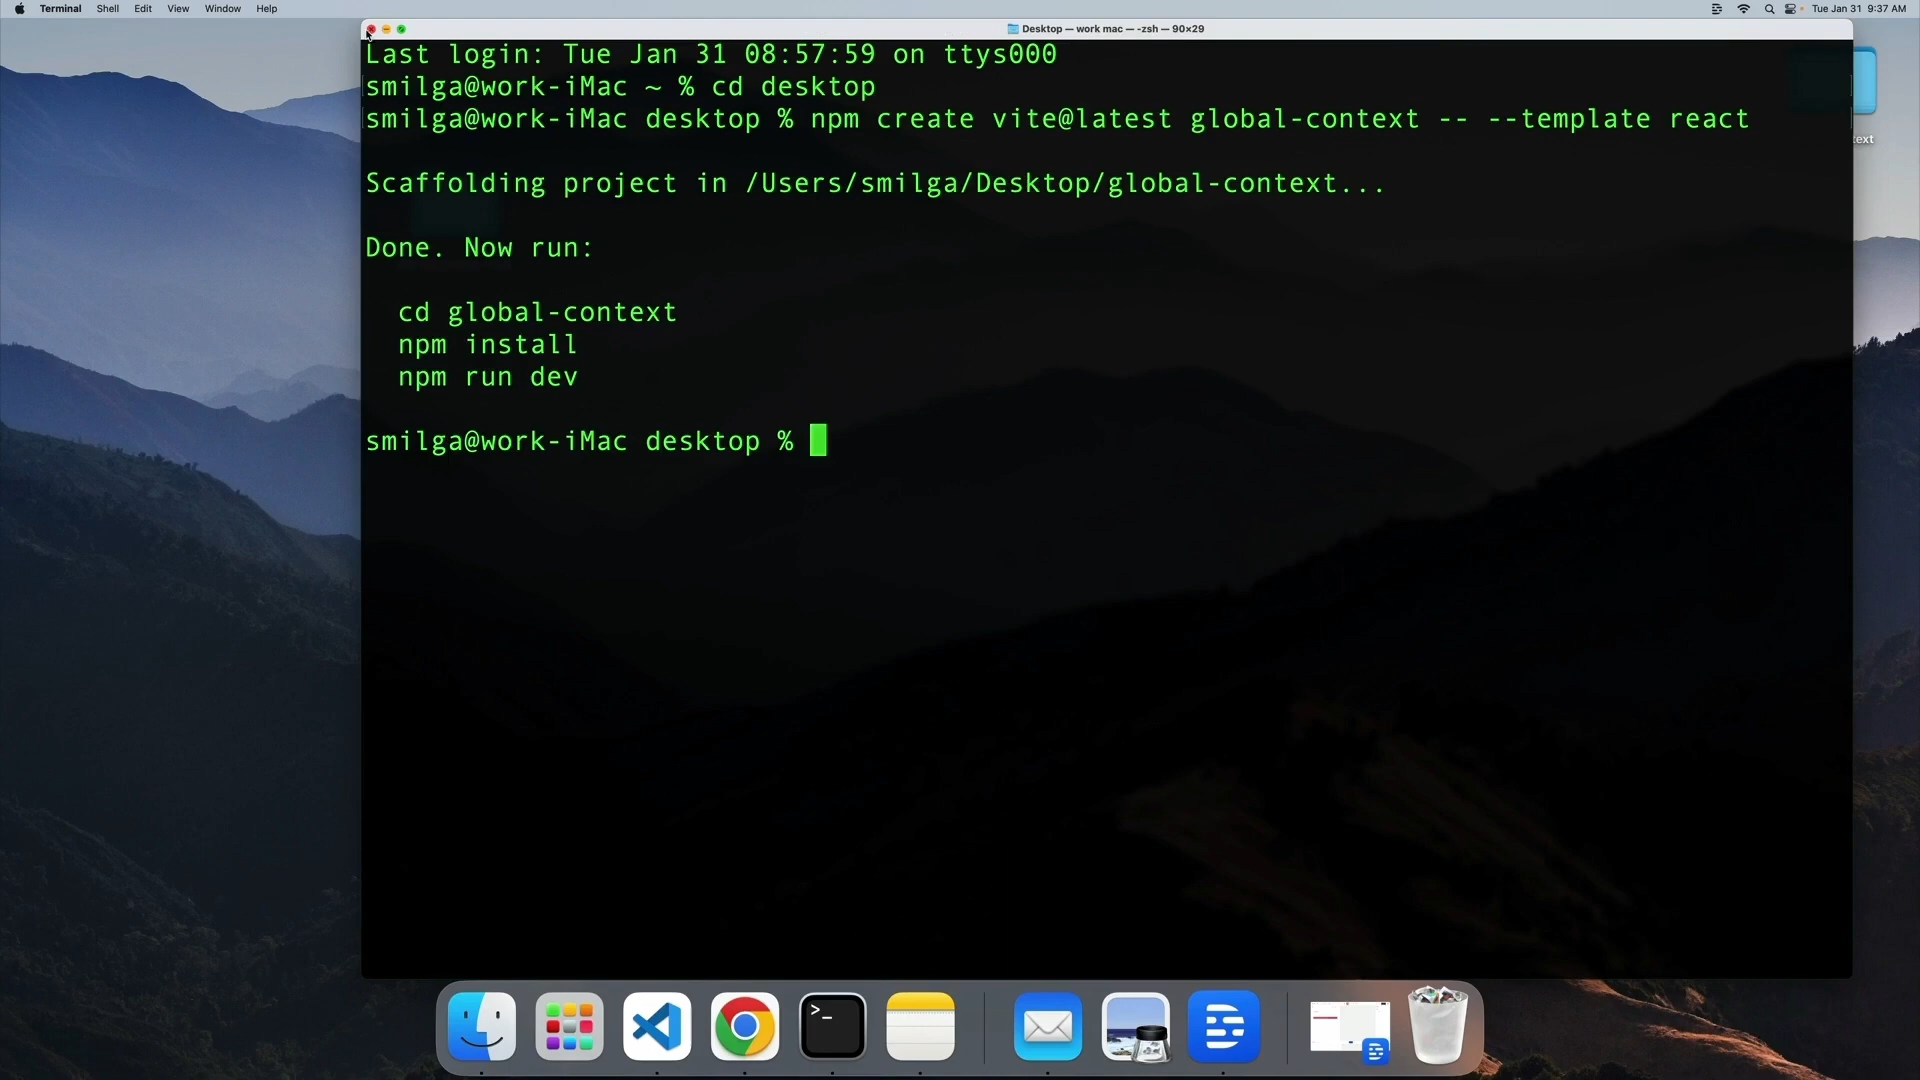 Terminal Shell Edit View Window Help
Tue Jan 31 9:37 AM
Desktop — work mac — -zsh — 90×29
Last login: Tue Jan 31 08:57:59 on ttys000
smilga@work-iMac ~ % cd desktop
smilga@work-iMac desktop % npm create vite@latest global-context -- --template react
Scaffolding project in /Users/smilga/Desktop/global-context...
Done. Now run:
cd global-context
npm install
npm run dev
smilga@work-iMac desktop %